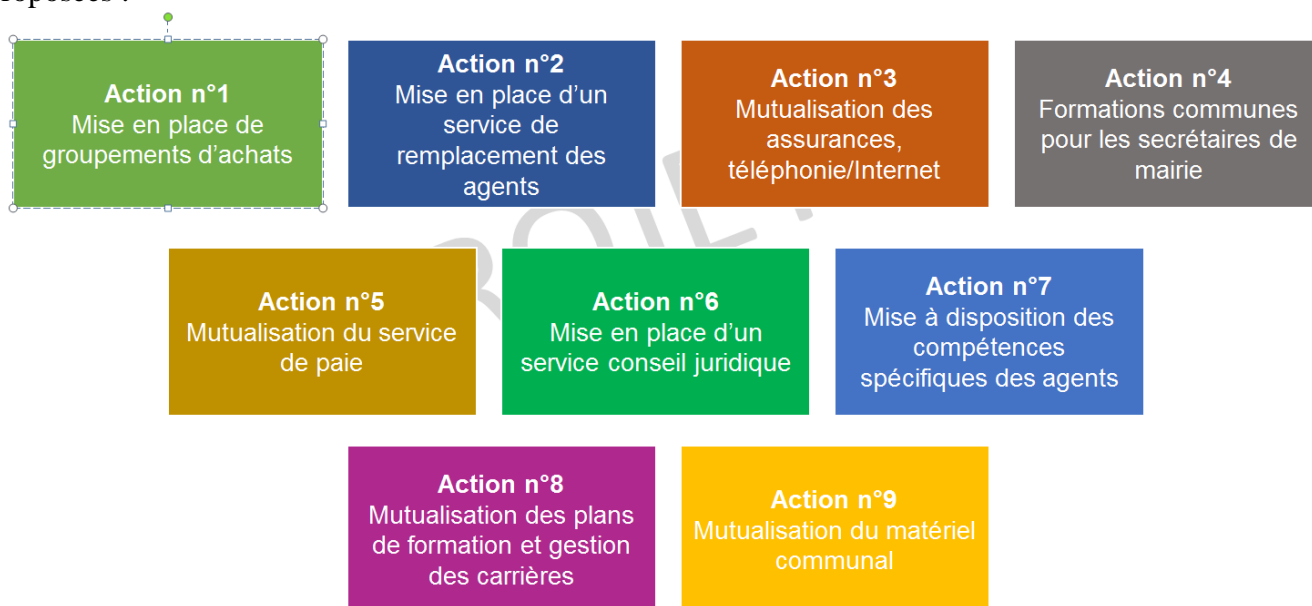 roposées :
Action n°1
Mise en place de
groupements d'achats
Action n°2
Mise en place d'un
service de
remplacement des
agents
Action n°3
Mutualisation des
assurances,
téléphonie/Internet
Action n°4
Formations communes
pour les secrétaires de
mairie
Action n°5
Mutualisation du service
de paie
Action n°6
Mise en place d'un
service conseil juridique
Action n°7
Mise à disposition des
compétences
spécifiques des agents
Action n°8
Mutualisation des plans
de formation et gestion
des carrières
Action n°9
Mutualisation du matériel
communal